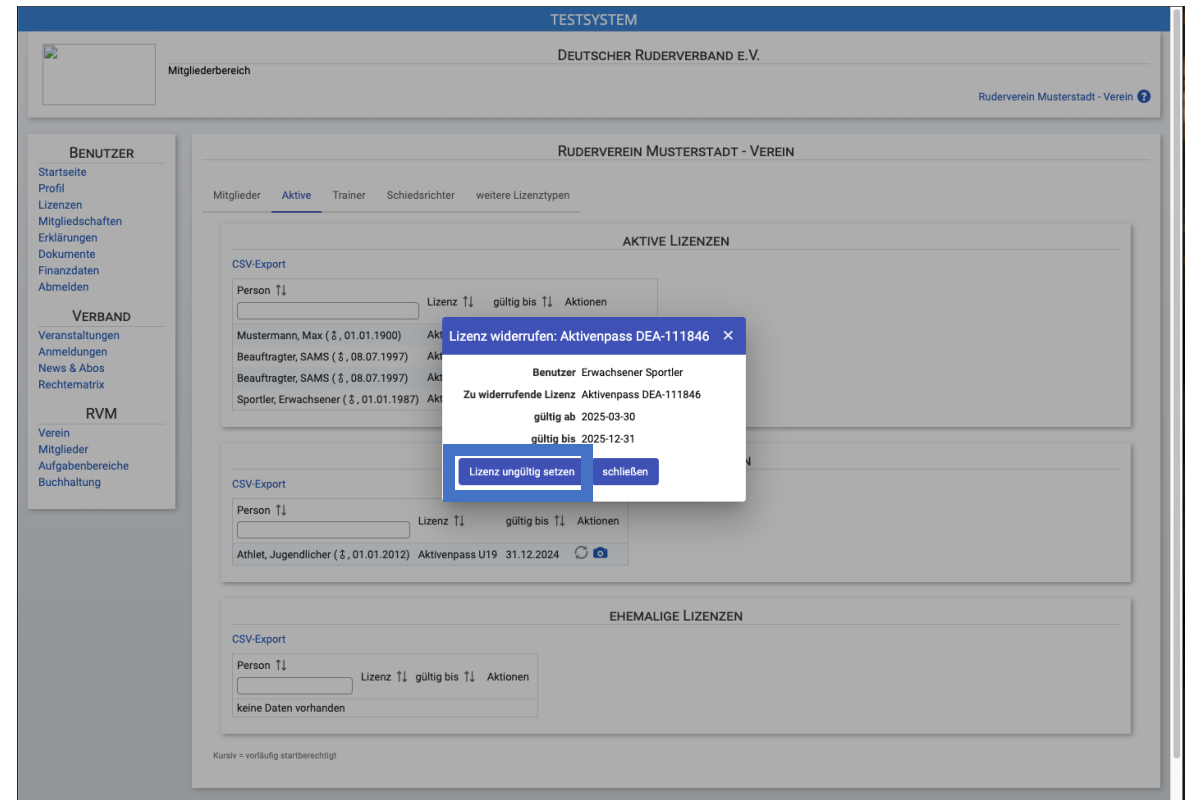 TESTSYSTEM
DEUTSCHER RUDERVERBAND E.V.
Mitgliederbereich
Ruderverein Musterstadt - Verein ?
BENUTZER
Startseite
Profil
Lizenzen
Mitgliedschaften
Erklärungen
Dokumente
Finanzdaten
Abmelden
VERBAND
Veranstaltungen
Anmeldungen
News & Abos
Rechtematrix
RVM
Verein
Mitglieder
Aufgabenbereiche
Buchhaltung
RUDERVEREIN MUSTERSTADT - VEREIN
Mitglieder Aktive Trainer Schiedsrichter weitere Lizenztypen
AKTIVE LIZENZEN
CSV-Export
Person ↑↓
Lizenz ↑↓ gültig bis ↑↓ Aktionen
Mustermann, Max (♂, 01.01.1900)
Beauftragter, SAMS (♂, 08.07.1997)
Beauftragter, SAMS (♂, 08.07.1997)
Sportler, Erwachsener (♂, 01.01.1987)
Lizenz widerrufen: Aktivenpass DEA-111846 ×
Benutzer Erwachsener Sportler
Zu widerrufende Lizenz Aktivenpass DEA-111846
gültig ab 2025-03-30
gültig bis 2025-12-31
Lizenz ungültig setzen schließen
CSV-Export
Person ↑↓
Lizenz ↑↓ gültig bis ↑↓ Aktionen
Athlet, Jugendlicher (♂, 01.01.2012) Aktivenpass U19 31.12.2024
EHEMALIGE LIZENZEN
CSV-Export
Person ↑↓
Lizenz ↑↓ gültig bis ↑↓ Aktionen
keine Daten vorhanden
Kursiv = vorläufig startberechtigt